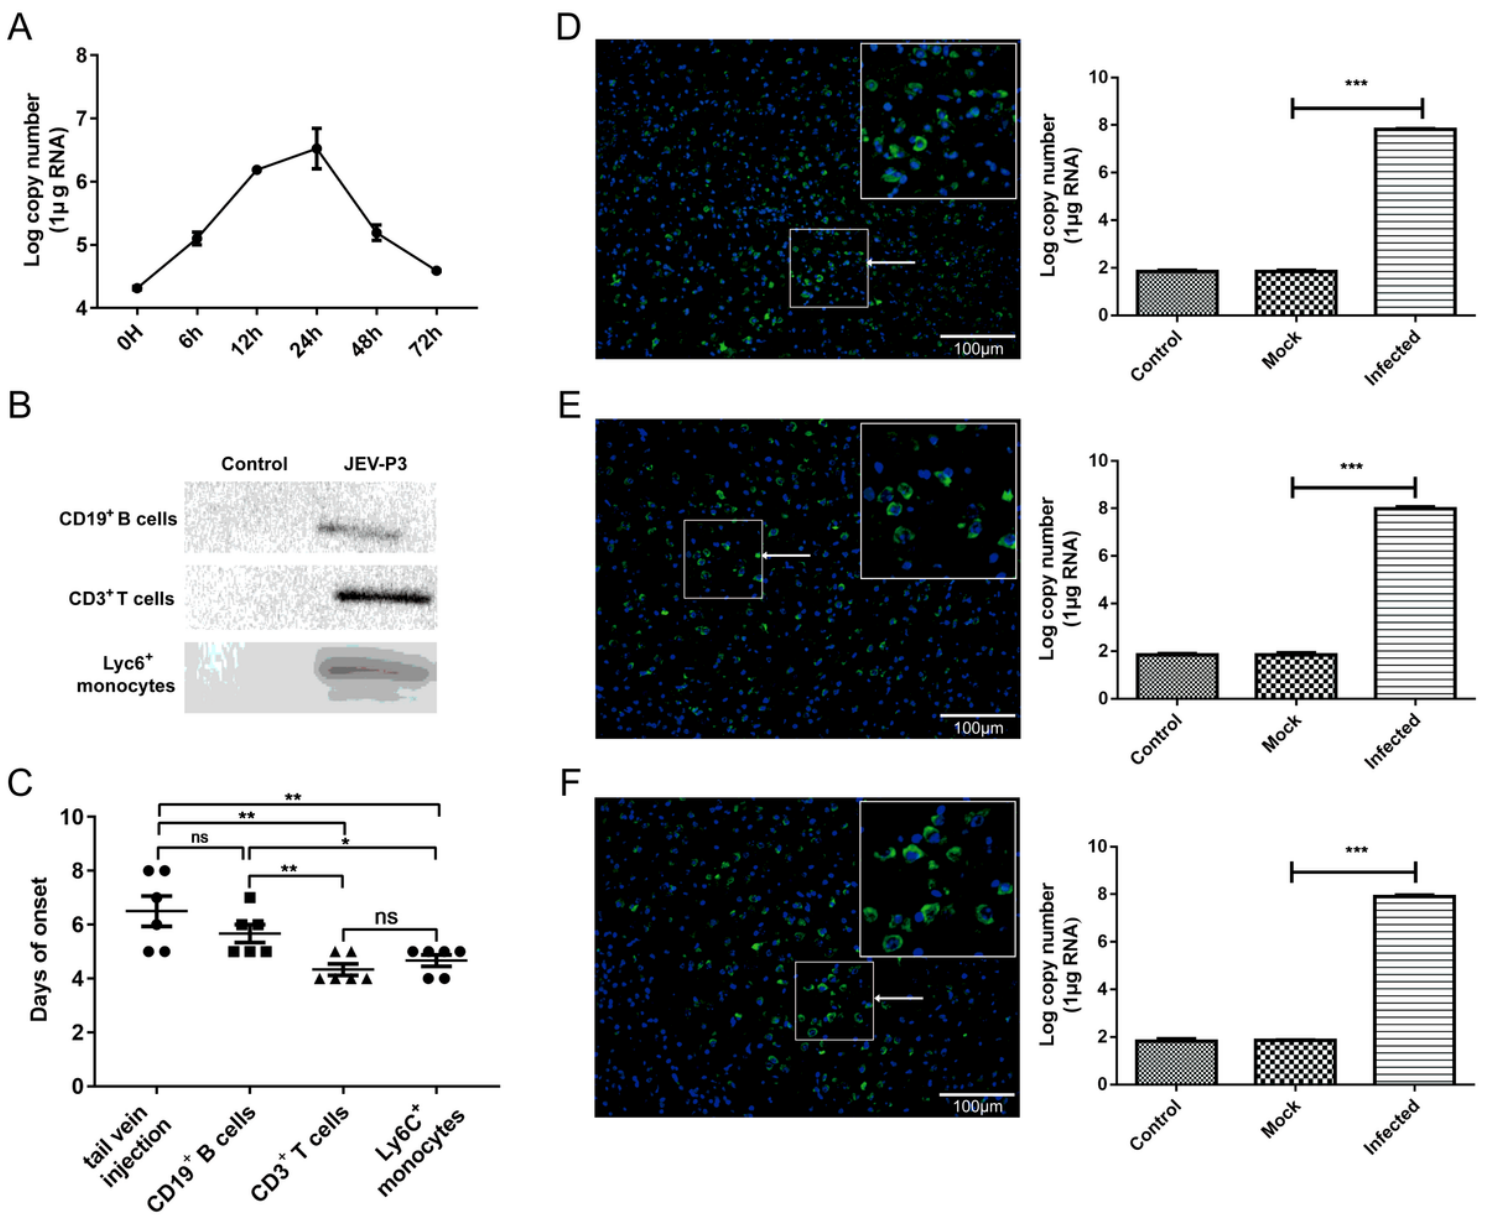 A
8
7
6
5
4
Log copy number
(1μ g RNA)
0H
6h
12h
24h
48h
72h
B
Control
JEV-P3
CD19+ B cells
CD3+ T cells
Lyc6+
monocytes
C
10
8
6
4
2
0
Days of onset
**
**
ns
*
**
ns
tail vein
injection
CD19+ B cells
CD3+ T cells
Ly6C+
monocytes
D
100μm
10
8
6
4
2
0
Log copy number
(1μg RNA)
***
Control
Mock
Infected
E
100μm
10
8
6
4
2
0
Log copy number
(1μg RNA)
***
Control
Mock
Infected
F
100μm
10
8
6
4
2
0
Log copy number
(1μg RNA)
***
Control
Mock
Infected